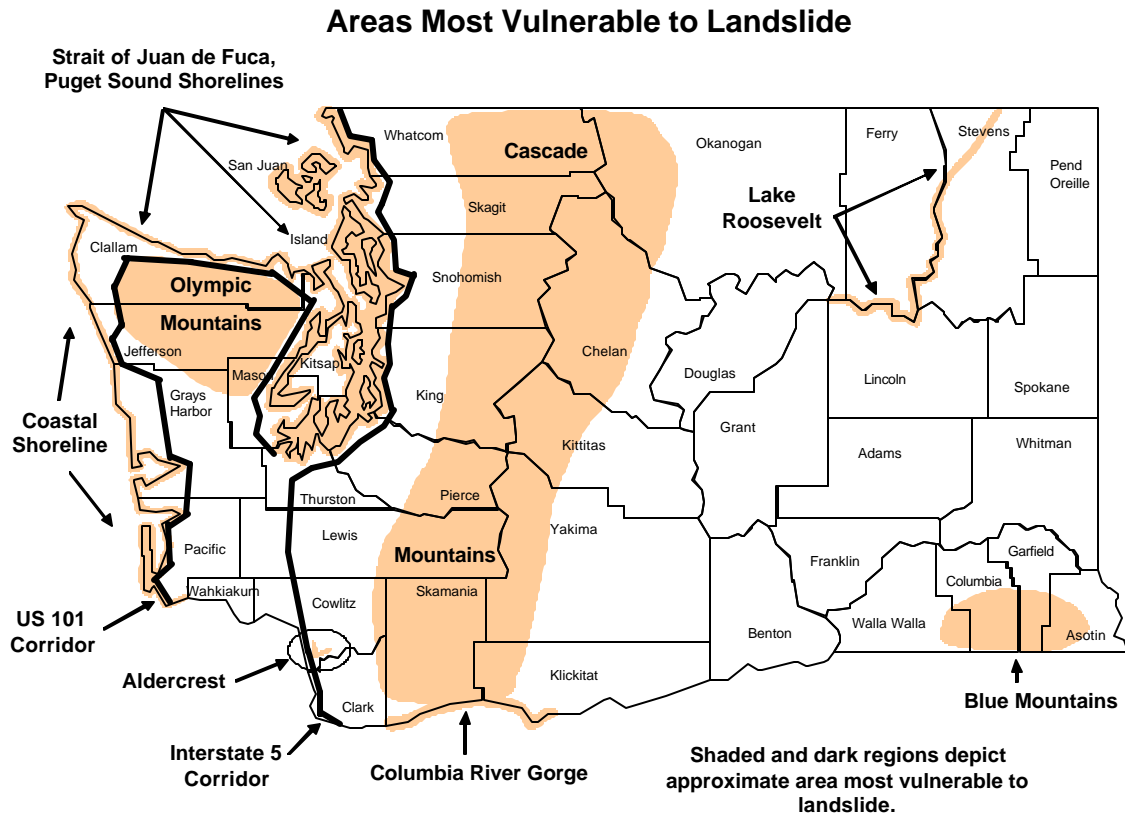 Areas Most Vulnerable to Landslide
Strait of Juan de Fuca,
Puget Sound Shorelines
Whatcom
Cascade
Okanogan
Ferry
Stevens
Pend
Oreille
San Juan
Skagit
Lake
Roosevelt
Island
Clallam
Snohomish
Olympic
Mountains
Jefferson
Chelan
Kitsap
Mason
Douglas
Lincoln
Spokane
Grays
Harbor
King
Coastal
Shoreline
Grant
Kittitas
Whitman
Adams
Thurston
Pierce
Yakima
Lewis
Mountains
Pacific
Franklin
Garfield
Columbia
Wahkiakum
Cowlitz
Skamania
US 101
Corridor
Walla Walla
Benton
Asotin
Aldercrest
Klickitat
Blue Mountains
Clark
Interstate 5
Corridor
Columbia River Gorge
Shaded and dark regions depict
approximate area most vulnerable to
landslide.